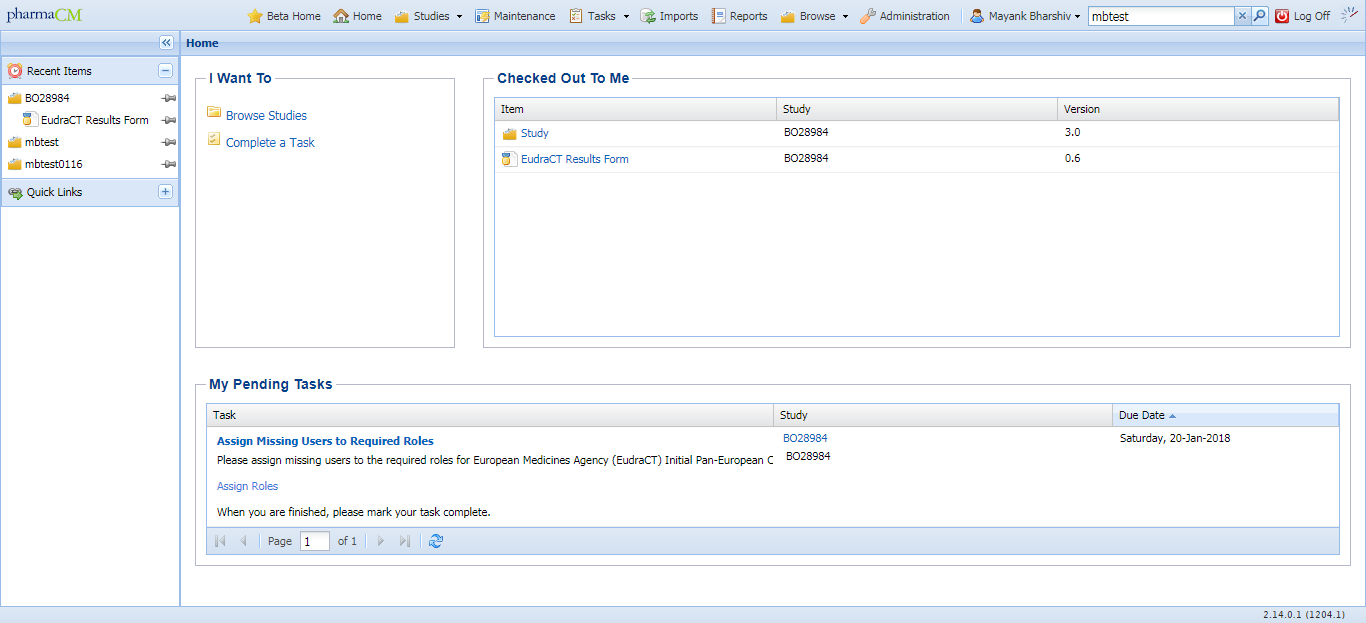 pharmaCM
Beta Home Home Studies Maintenance Tasks Imports Reports Browse Administration Mayank Bharshiv mbtest Log Off
Home
Recent Items
BO28984
EudraCT Results Form
mbtest
mbtest0116
Quick Links
I Want To
Browse Studies
Complete a Task
Checked Out To Me
Item Study Version
Study BO28984 3.0
EudraCT Results Form BO28984 0.6
My Pending Tasks
Task Study Due Date
Assign Missing Users to Required Roles BO28984 Saturday, 20-Jan-2018
Please assign missing users to the required roles for European Medicines Agency (EudraCT) Initial Pan-European C BO28984
Assign Roles
When you are finished, please mark your task complete.
Page 1 of 1
2.14.0.1 (1204.1)